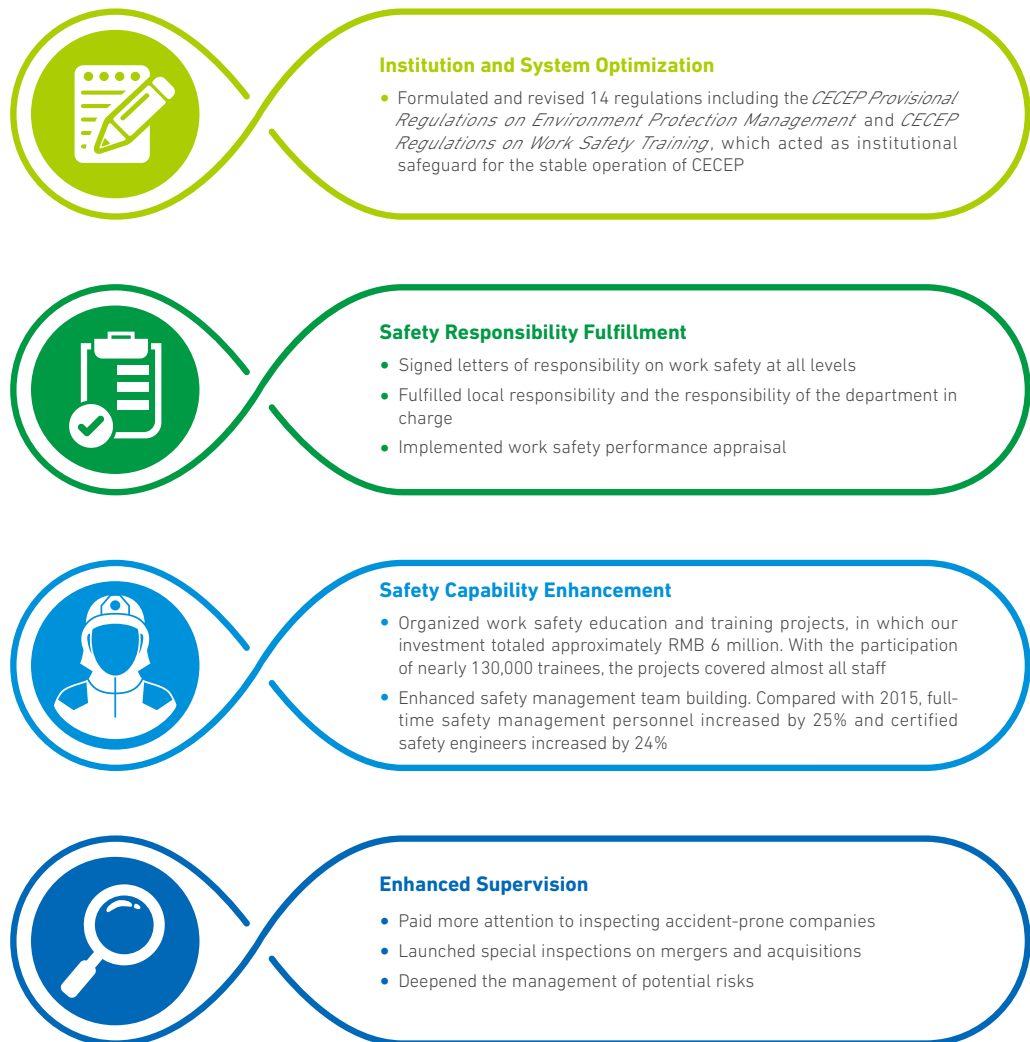 Institution and System Optimization
• Formulated and revised 14 regulations including the CECEP Provisional
Regulations on Environment Protection Management and CECEP
Regulations on Work Safety Training, which acted as institutional
safeguard for the stable operation of CECEP
Safety Responsibility Fulfillment
• Signed letters of responsibility on work safety at all levels
• Fulfilled local responsibility and the responsibility of the department in
charge
• Implemented work safety performance appraisal
Safety Capability Enhancement
• Organized work safety education and training projects, in which our
investment totaled approximately RMB 6 million. With the participation
of nearly 130,000 trainees, the projects covered almost all staff
• Enhanced safety management team building. Compared with 2015, full-
time safety management personnel increased by 25% and certified
safety engineers increased by 24%
Enhanced Supervision
• Paid more attention to inspecting accident-prone companies
• Launched special inspections on mergers and acquisitions
• Deepened the management of potential risks